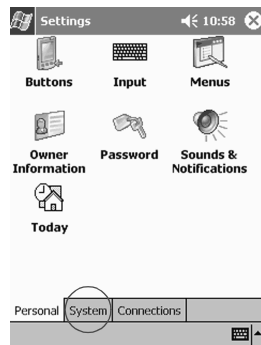 Settings 10:58
Buttons Input Menus
Owner Information Password Sounds & Notifications
Today
Personal System Connections